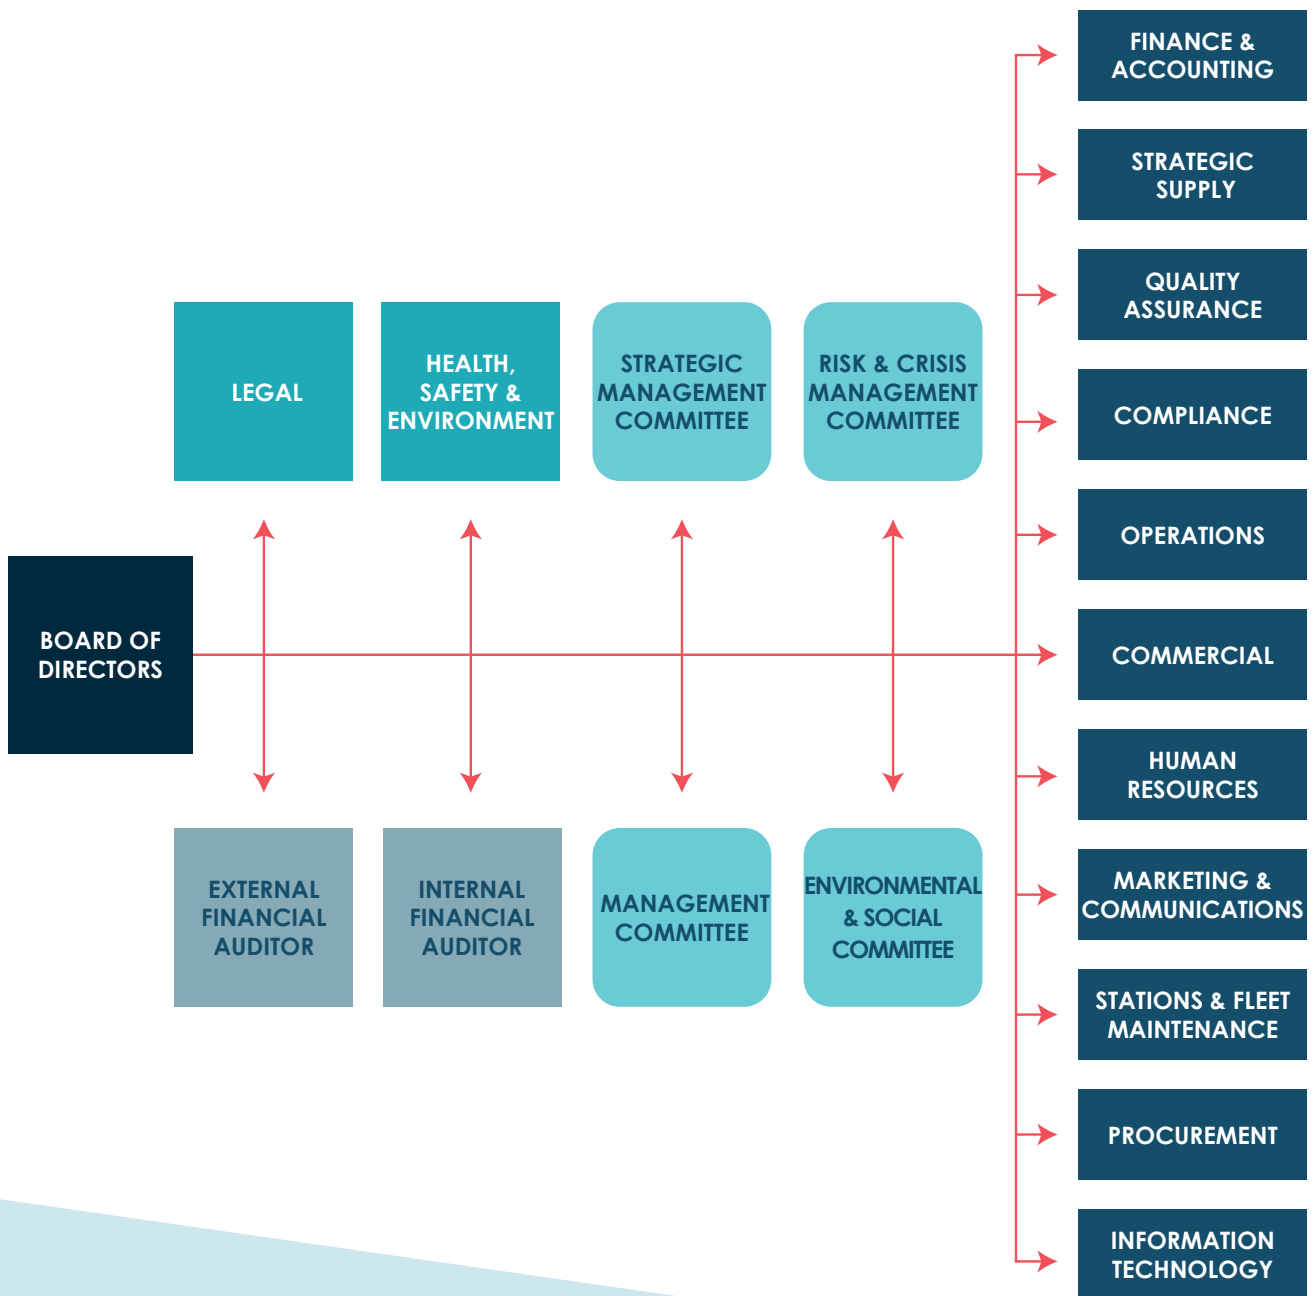 BOARD OF
DIRECTORS
LEGAL
HEALTH,
SAFETY &
ENVIRONMENT
STRATEGIC
MANAGEMENT
COMMITTEE
RISK & CRISIS
MANAGEMENT
COMMITTEE
EXTERNAL
FINANCIAL
AUDITOR
INTERNAL
FINANCIAL
AUDITOR
MANAGEMENT
COMMITTEE
ENVIRONMENTAL
& SOCIAL
COMMITTEE
FINANCE &
ACCOUNTING
STRATEGIC
SUPPLY
QUALITY
ASSURANCE
COMPLIANCE
OPERATIONS
COMMERCIAL
HUMAN
RESOURCES
MARKETING &
COMMUNICATIONS
STATIONS & FLEET
MAINTENANCE
PROCUREMENT
INFORMATION
TECHNOLOGY